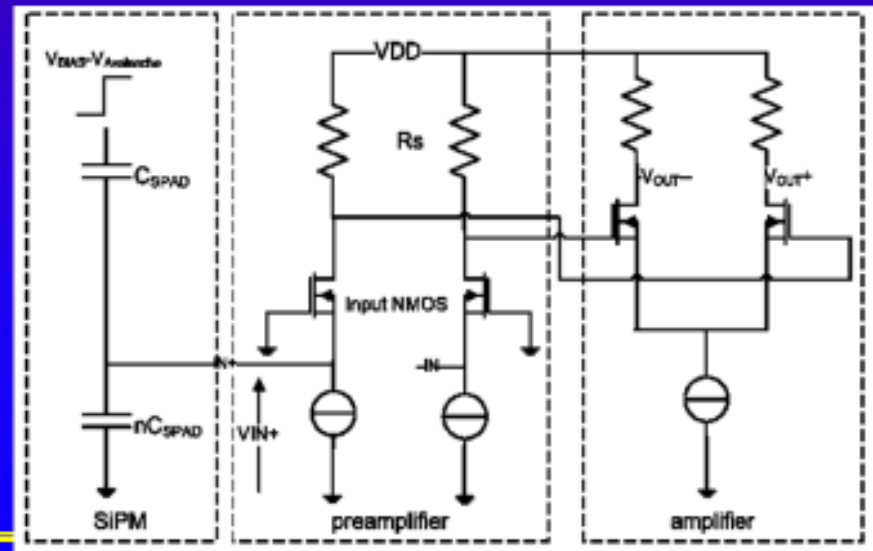 VBIAS-VAvalanche
CSPAD
nCSPAD
SiPM
VDD
Rs
Input NMOS
IN+
-IN
VIN+
preamplifier
VOUT-
VOUT+
amplifier